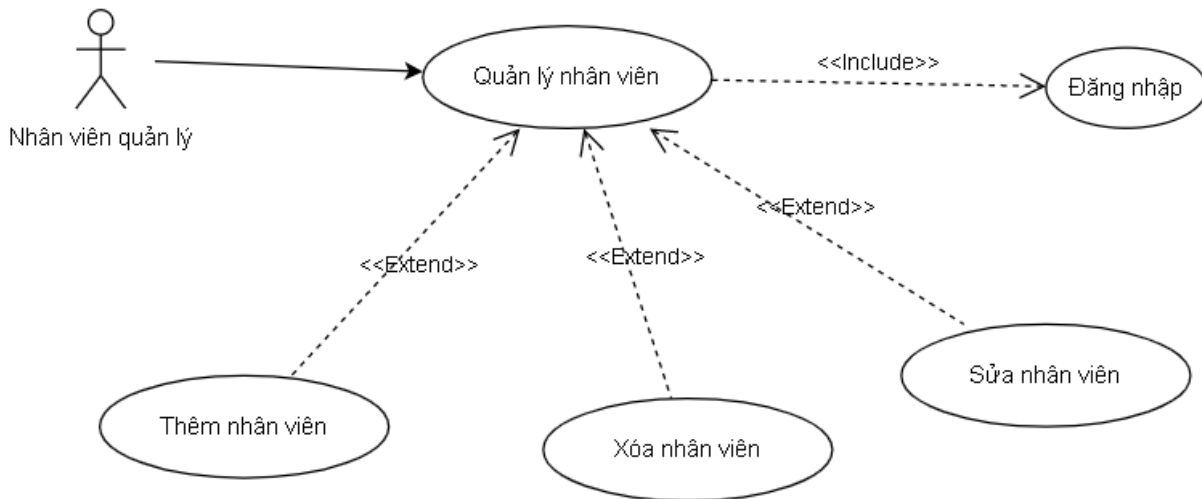 Quản lý nhân viên
<<Include>>
Đăng nhập
Nhân viên quản lý
<<Extend>>
<<Extend>>
<<Extend>>
Sửa nhân viên
Thêm nhân viên
Xóa nhân viên